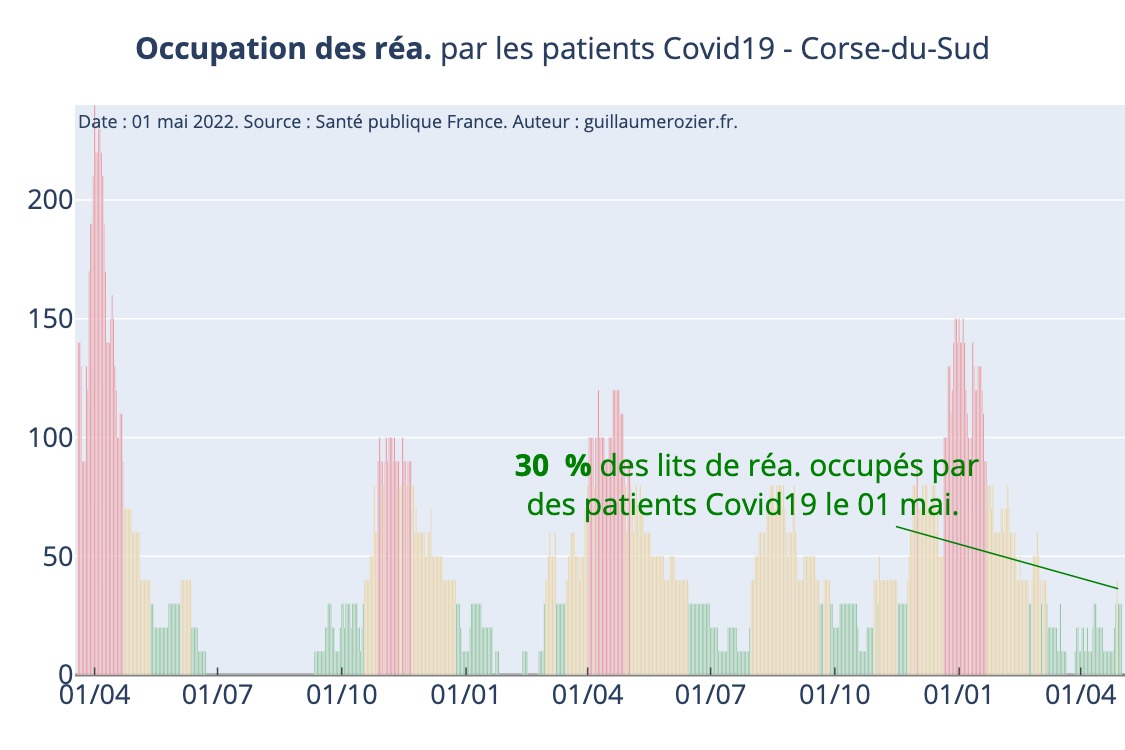 Occupation des réa. par les patients Covid19 - Corse-du-Sud
Date : 01 mai 2022. Source : Santé publique France. Auteur : guillaumerozier.fr.
200
150
100
30  % des lits de réa. occupés par
des patients Covid19 le 01 mai.
50
0
01/04 01/07 01/10 01/01 01/04 01/07 01/10 01/01 01/04